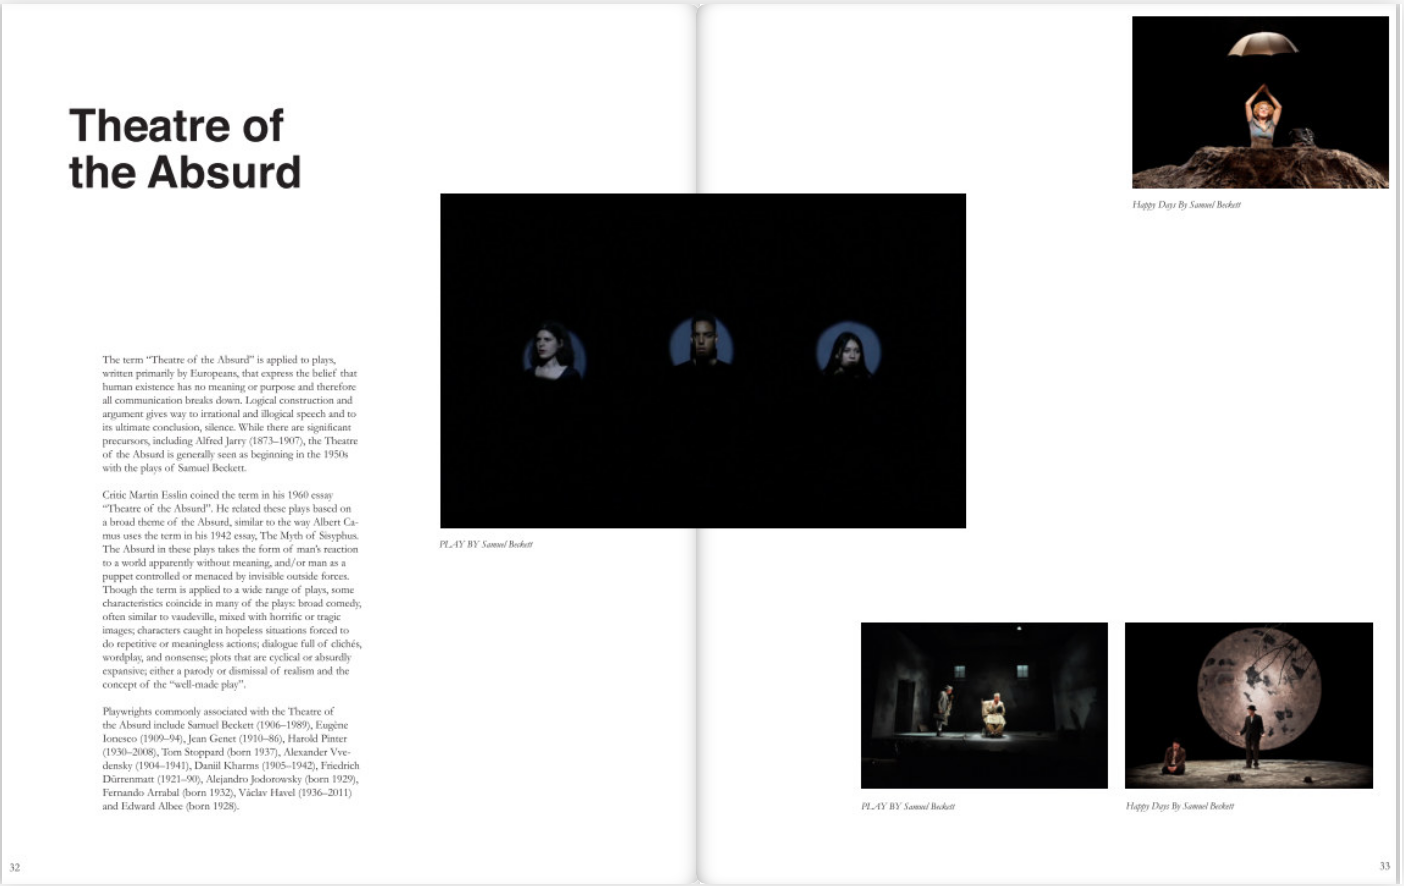 Theatre of
the Absurd
The term “Theatre of the Absurd” is applied to plays,
written primarily by Europeans, that express the belief that
human existence has no meaning or purpose and therefore
all communication breaks down. Logical construction and
argument gives way to irrational and illogical speech and to
its ultimate conclusion, silence. While there are significant
precursors, including Alfred Jarry (1873–1907), the Theatre
of the Absurd is generally seen as beginning in the 1950s
with the plays of Samuel Beckett.
Critic Martin Esslin coined the term in his 1960 essay
“Theatre of the Absurd”. He related these plays based on
a broad theme of the Absurd, similar to the way Albert Ca-
mus uses the term in his 1942 essay, The Myth of Sisyphus.
The Absurd in these plays takes the form of man’s reaction
to a world apparently without meaning, and/or man as a
puppet controlled or menaced by invisible outside forces.
Though the term is applied to a wide range of plays, some
characteristics coincide in many of the plays: broad comedy,
often similar to vaudeville, mixed with horrific or tragic
images; characters caught in hopeless situations forced to
do repetitive or meaningless actions; dialogue full of clichés,
wordplay, and nonsense; plots that are cyclical or absurdly
expansive; either a parody or dismissal of realism and the
concept of the “well-made play”.
Playwrights commonly associated with the Theatre of
the Absurd include Samuel Beckett (1906–1989), Eugène
Ionesco (1909–94), Jean Genet (1910–86), Harold Pinter
(1930–2008), Tom Stoppard (born 1937), Alexander Vve-
densky (1904–1941), Daniil Kharms (1905–1942), Friedrich
Dürrenmatt (1921–90), Alejandro Jodorowsky (born 1929),
Fernando Arrabal (born 1932), Václav Havel (1936–2011)
and Edward Albee (born 1928).
32
PLAY BY Samuel Beckett
Happy Days By Samuel Beckett
PLAY BY Samuel Beckett
Happy Days By Samuel Beckett
33